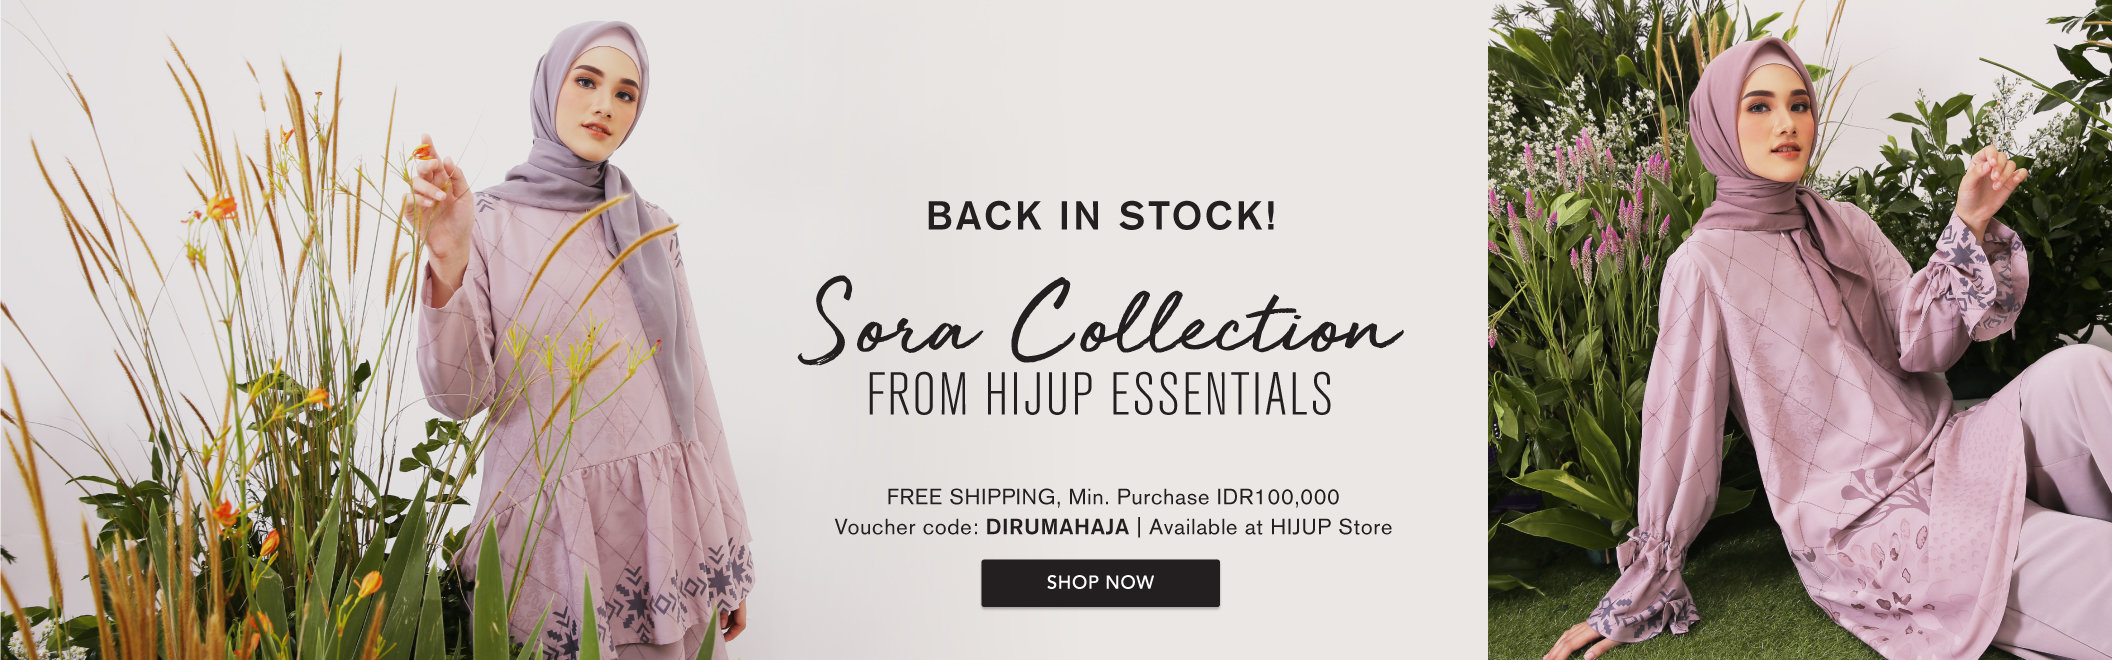 BACK IN STOCK!
Sora Collection
FROM HIJUP ESSENTIALS
FREE SHIPPING, Min. Purchase IDR100,000
Voucher code: DIRUMAHAJA | Available at HIJUP Store
SHOP NOW